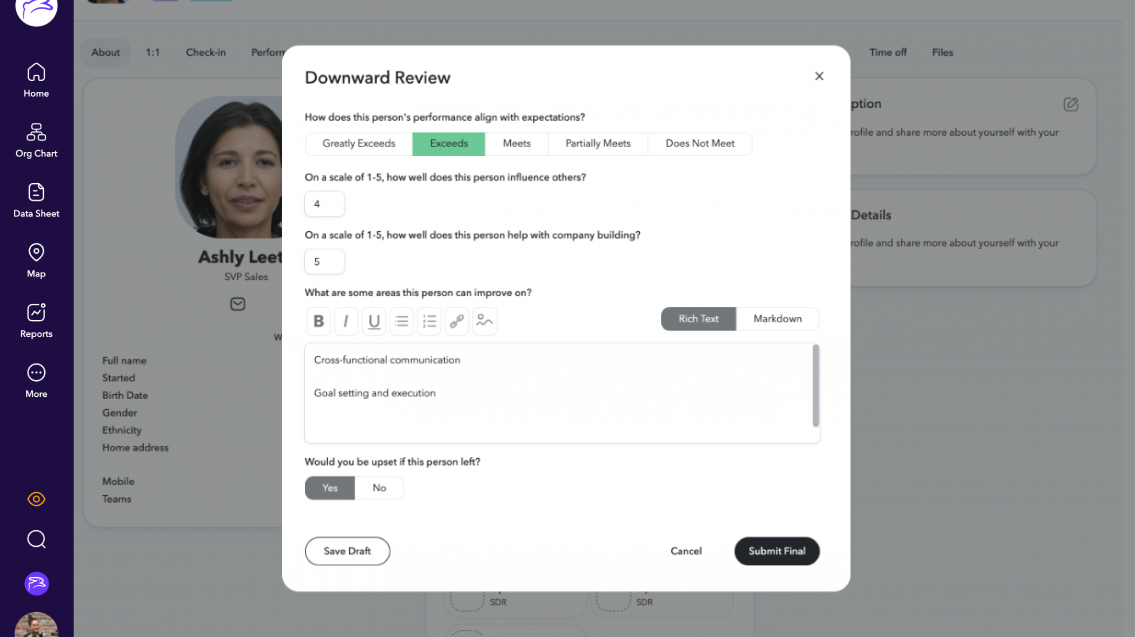 Home
Org Chart
Data Sheet
Map
Reports
More
About 1:1 Check-in Time off Files
Ashly Leet
SVP Sales
Full name
Started
Birth Date
Gender
Ethnicity
Home address
Mobile
Teams
Downward Review
How does this person's performance align with expectations?
Greatly Exceeds Exceeds Meets Partially Meets Does Not Meet
On a scale of 1-5, how well does this person influence others?
4
On a scale of 1-5, how well does this person help with company building?
5
What are some areas this person can improve on?
B I U Rich Text Markdown
Cross-functional communication
Goal setting and execution
Would you be upset if this person left?
Yes No
Save Draft Cancel Submit Final
and share more about yourself with your
Details
and share more about yourself with your
SDR SDR